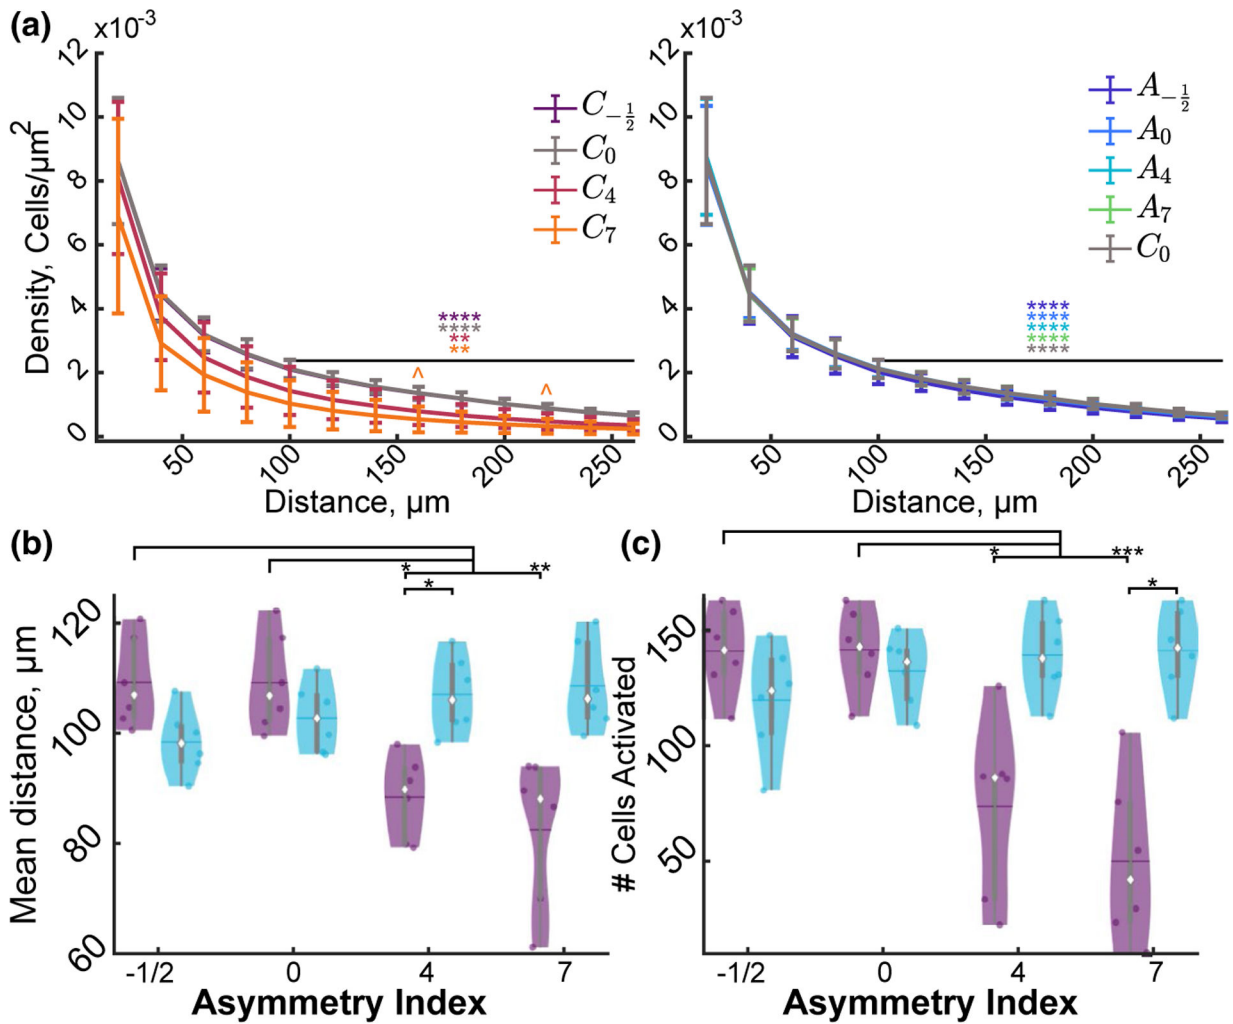 (a)
x10-3
12
10
8
6
4
2
0
Density, Cells/µm2
C−1/2
C0
C4
C7
****
****
**
**
^
^
50
100
150
200
250
Distance, µm
x10-3
12
10
8
6
4
2
0
A−1/2
A0
A4
A7
C0
****
****
****
****
****
50
100
150
200
250
Distance, µm
(b)
* **
*
120
100
80
60
Mean distance, µm
-1/2 0 4 7
Asymmetry Index
(c)
* ***
*
150
100
50
# Cells Activated
-1/2 0 4 7
Asymmetry Index